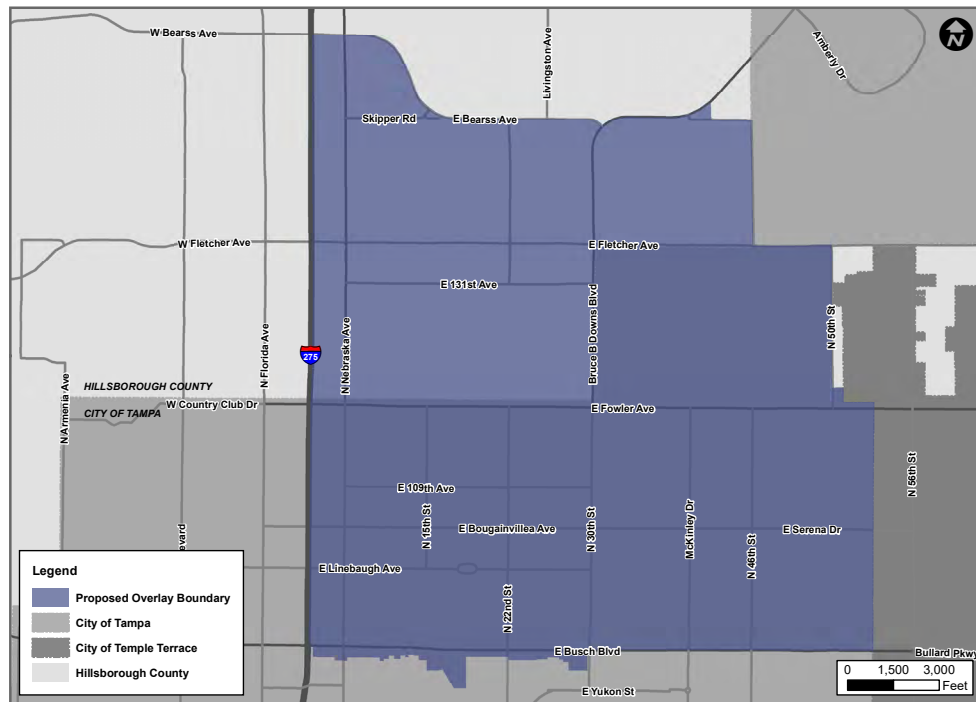 W Bearss Ave
Livingston Ave
Amberly Dr
N
Skipper Rd
E Bearss Ave
W Fletcher Ave
E Fletcher Ave
E 131st Ave
Bruce B Downs Blvd
N 50th St
N Florida Ave
275
N Nebraska Ave
N Armenia Ave
HILLSBOROUGH COUNTY
CITY OF TAMPA
W Country Club Dr
E Fowler Ave
N 56th St
E 109th Ave
N 15th St
E Bougainvillea Ave
N 30th St
McKinley Dr
E Serena Dr
N 46th St
evard
E Linebaugh Ave
N 22nd St
E Busch Blvd
Bullard Pkwy
E Yukon St
Legend
Proposed Overlay Boundary
City of Tampa
City of Temple Terrace
Hillsborough County
0 1,500 3,000
Feet